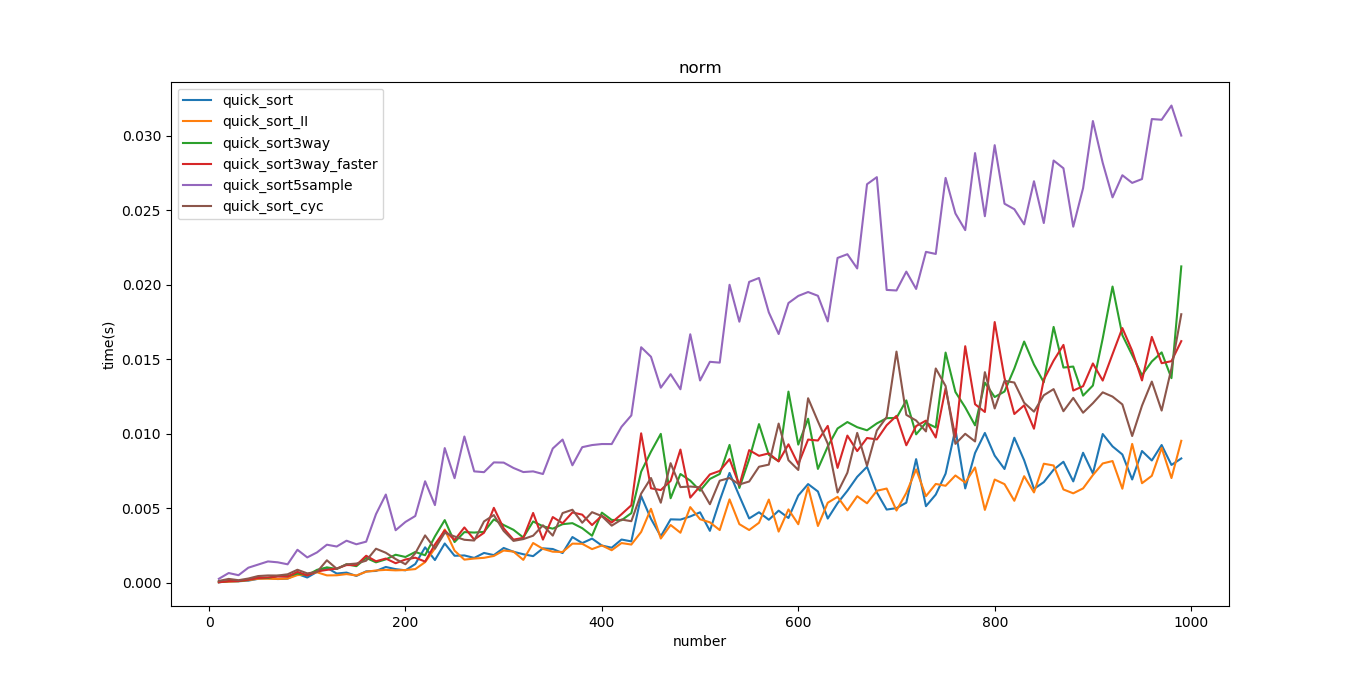 norm
quick_sort
quick_sort_II
quick_sort3way
quick_sort3way_faster
quick_sort5sample
quick_sort_cyc
0.030
0.025
0.020
0.015
0.010
0.005
0.000
time(s)
0 200 400 600 800 1000
number